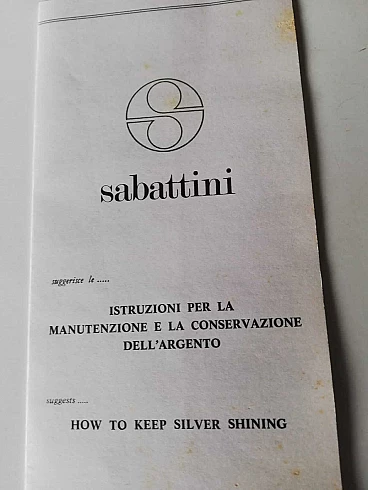 sabattini
suggerisce le .....
ISTRUZIONI PER LA
MANUTENZIONE E LA CONSERVAZIONE
DELL'ARGENTO
suggests .....
HOW TO KEEP SILVER SHINING